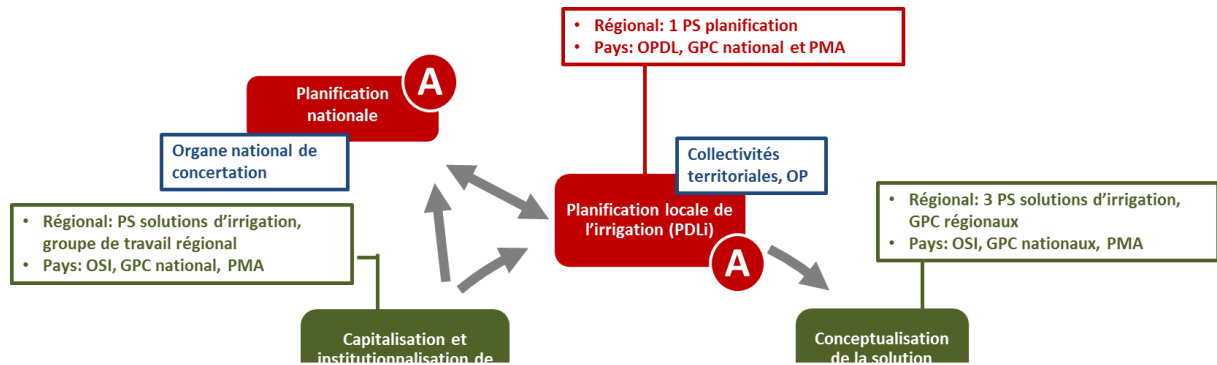 • Régional: 1 PS planification
• Pays: OPDL, GPC national et PMA
A
Planification
nationale
Organe national de
concertation
Collectivités
territoriales, OP
Planification locale de
l’irrigation (PDLi)
A
• Régional: PS solutions d’irrigation,
groupe de travail régional
• Pays: OSI, GPC national, PMA
• Régional: 3 PS solutions d’irrigation,
GPC régionaux
• Pays: OSI, GPC nationaux, PMA
Capitalisation et
institutionnalisation de
Conceptualisation
de la solution